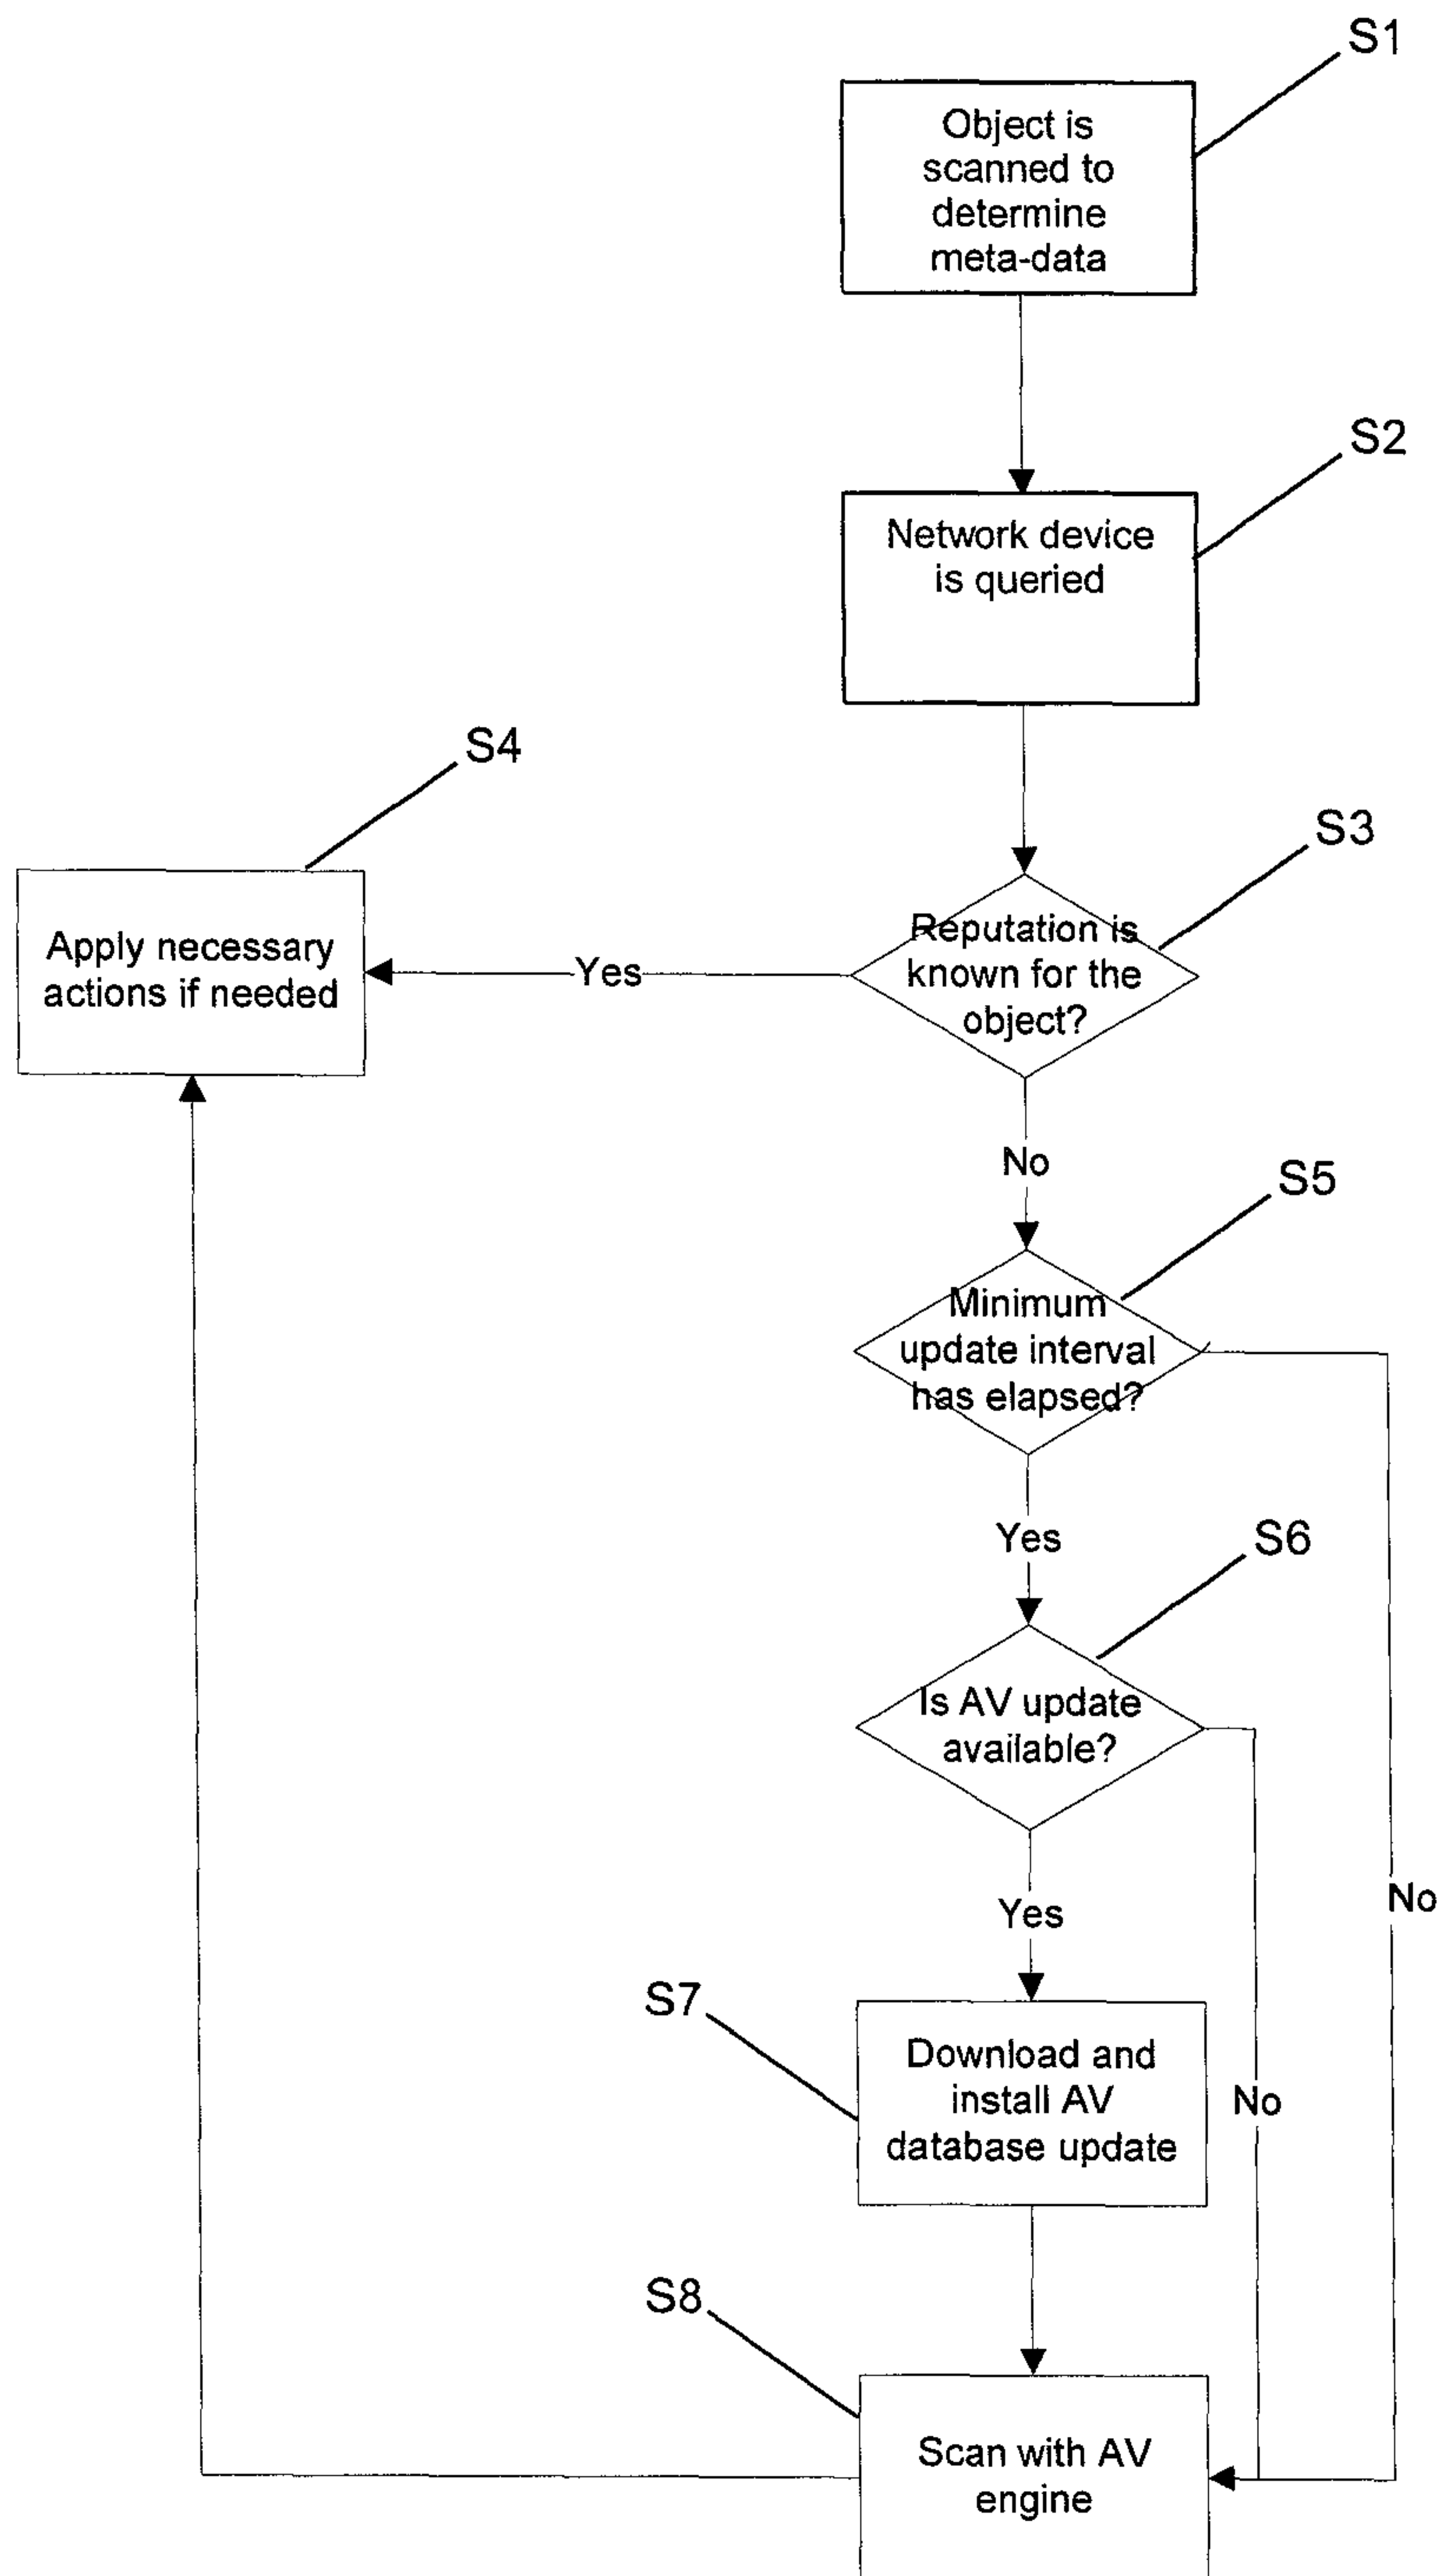 S1
Object is
scanned to
determine
meta-data
S2
Network device
is queried
S4
S3
Apply necessary
actions if needed
Yes
Reputation is
known for the
object?
No
S5
Minimum
update interval
has elapsed?
Yes
S6
Is AV update
available?
No
Yes
S7
Download and
install AV
database update
No
S8
Scan with AV
engine